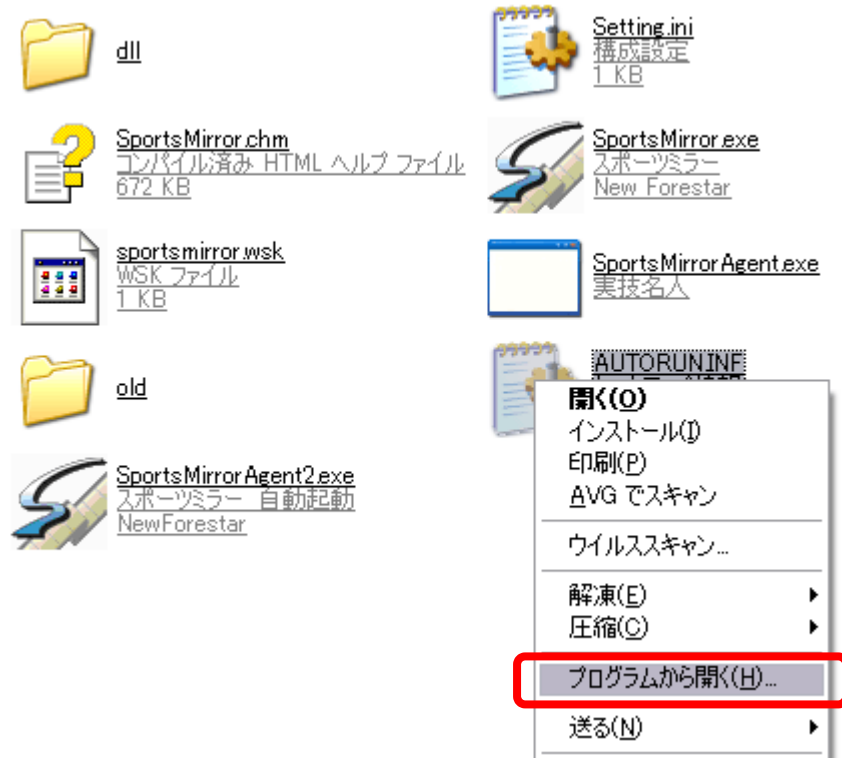 dll
Setting.ini
構成設定
1 KB
SportsMirror.chm
コンパイル済み HTML ヘルプ ファイル
672 KB
SportsMirror.exe
スポーツミラー
New Forestar
sportsmirror.wsk
WSK ファイル
1 KB
SportsMirrorAgent.exe
実技名人
old
AUTORUN.INF
SportsMirrorAgent2.exe
スポーツミラー 自動起動
NewForestar
開く(O)
インストール(I)
印刷(P)
AVG でスキャン
ウイルススキャン...
解凍(E)
圧縮(C)
プログラムから開く(H)...
送る(N)